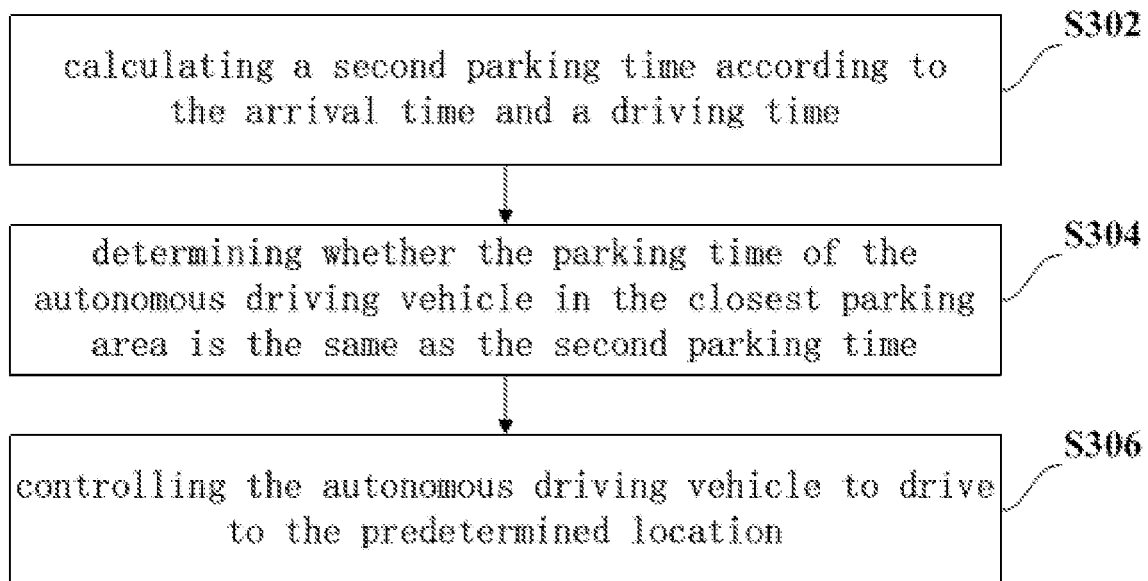 S302
calculating a second parking time according to
the arrival time and a driving time
S304
determining whether the parking time of the
autonomous driving vehicle in the closest parking
area is the same as the second parking time
S306
controlling the autonomous driving vehicle to drive
to the predetermined location